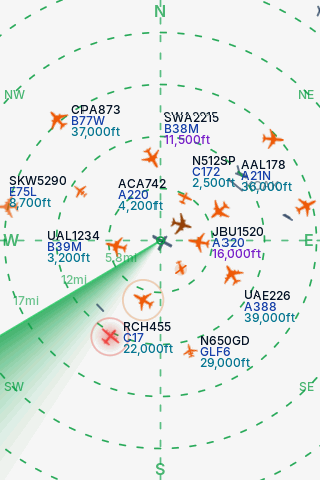 N
NW
NE
CPA873
B77W
37,000ft
SWA2215
B38M
11,500ft
N512SP
C172
2,500ft
AAL178
A21N
36,000ft
SKW5290
E75L
8,700ft
ACA742
A220
4,200ft
UAL1234
B39M
3,200ft
JBU1520
A320
16,000ft
W
E
5.8mi
12mi
17mi
UAE226
A388
39,000ft
RCH455
C17
22,000ft
N650GD
GLF6
29,000ft
SW
SE
S